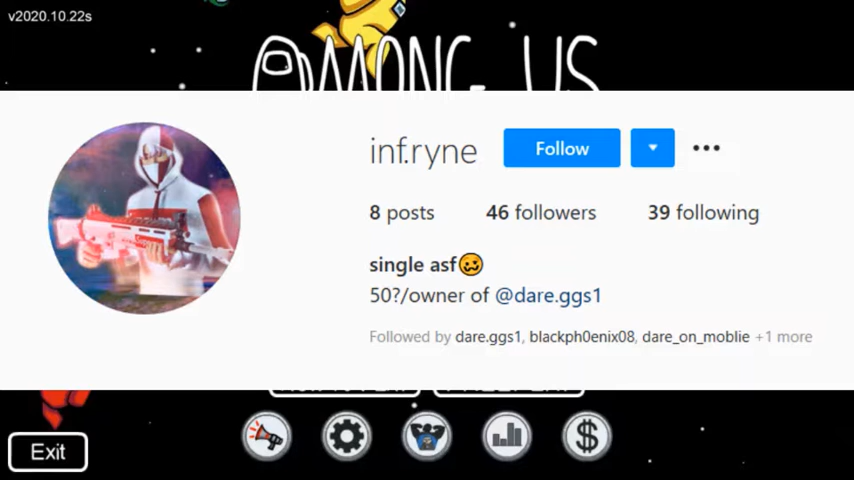 v2020.10.22s
AMONG US
inf.ryne
Follow
8 posts
46 followers
39 following
single asf🥴
50?/owner of @dare.ggs1
Followed by dare.ggs1, blackph0enix08, dare_on_moblie +1 more
Exit